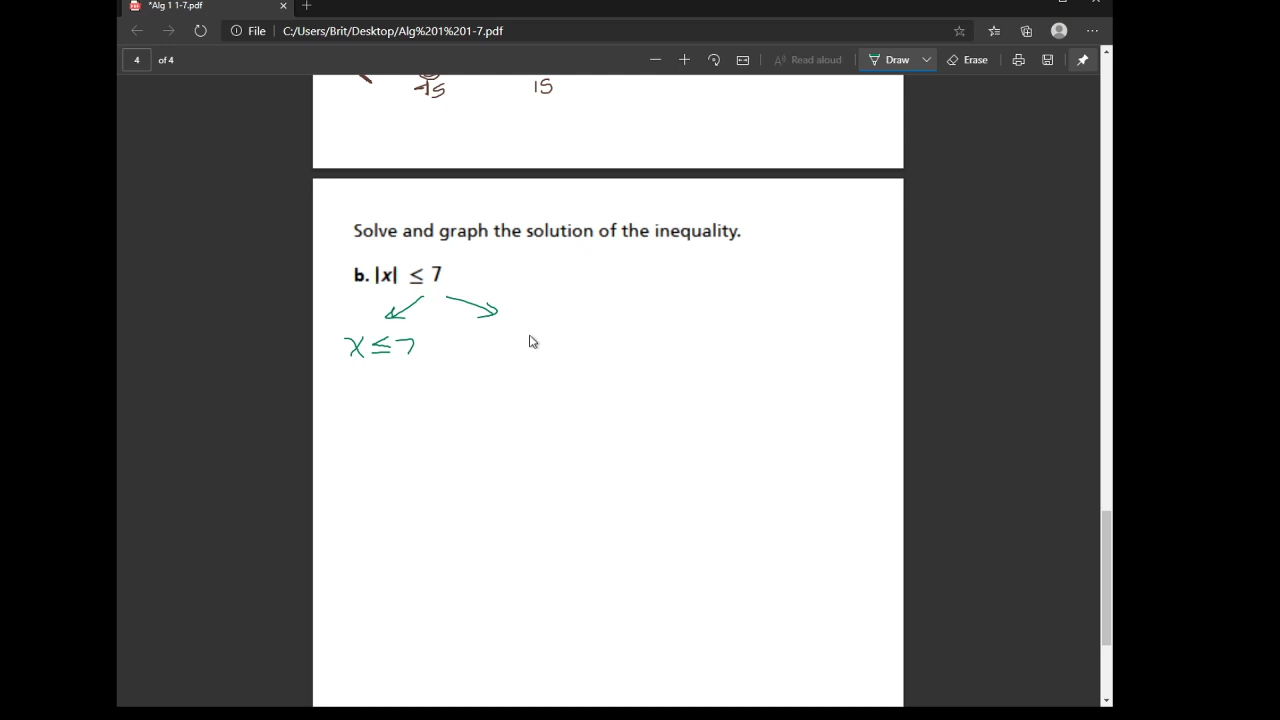 *Alg 1 1-7.pdf
File C:/Users/Brit/Desktop/Alg%201%201-7.pdf
4 of 4 Read aloud Draw Erase
-15 15
Solve and graph the solution of the inequality.
b. |x| ≤ 7
x ≤ 7